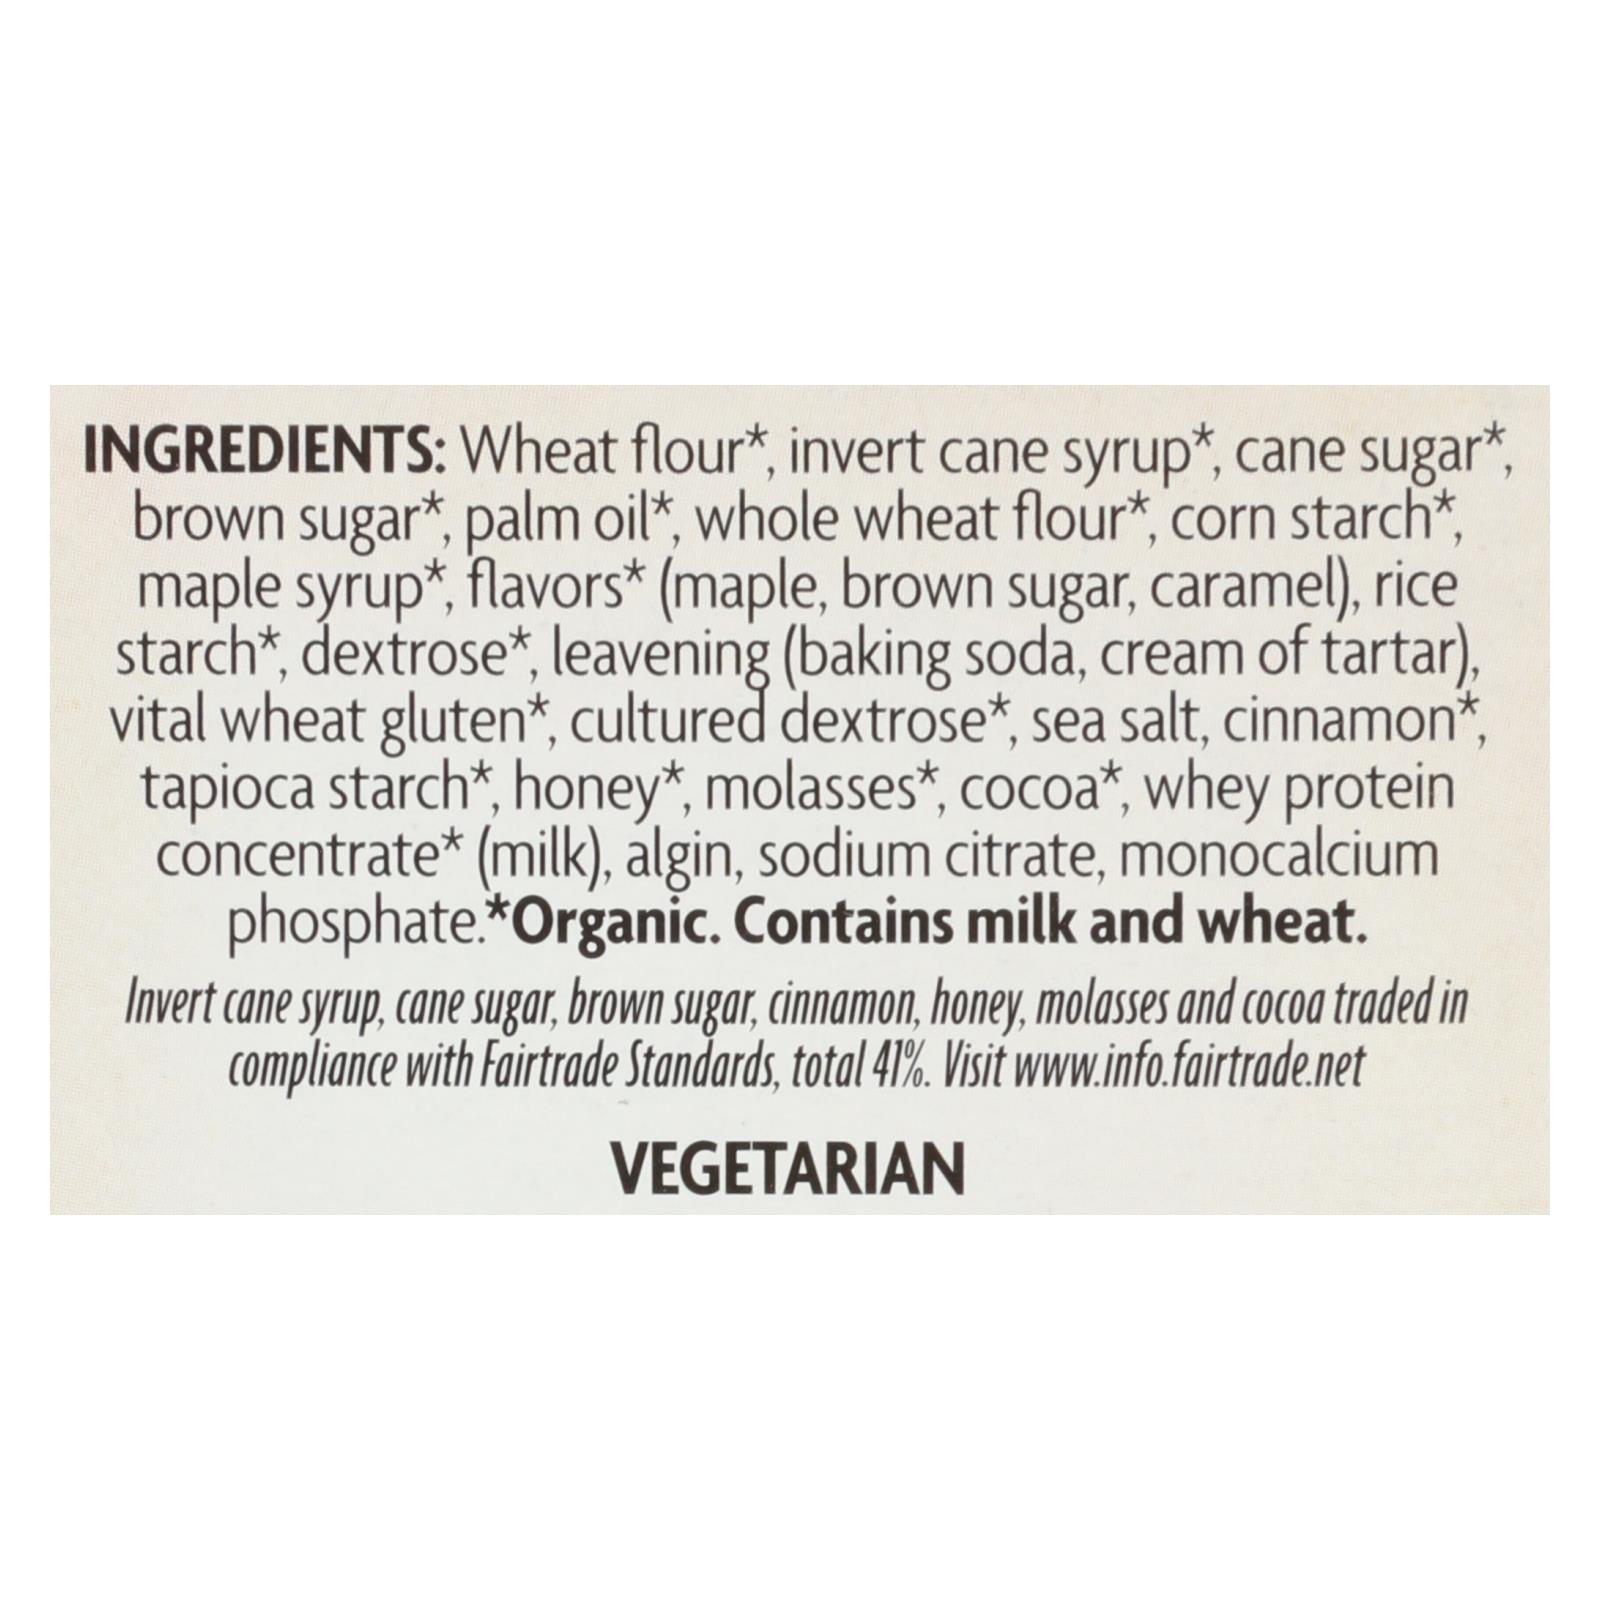 INGREDIENTS: Wheat flour*, invert cane syrup*, cane sugar*,
brown sugar*, palm oil*, whole wheat flour*, corn starch*,
maple syrup*, flavors* (maple, brown sugar, caramel), rice
starch*, dextrose*, leavening (baking soda, cream of tartar),
vital wheat gluten*, cultured dextrose*, sea salt, cinnamon*,
tapioca starch*, honey*, molasses*, cocoa*, whey protein
concentrate* (milk), algin, sodium citrate, monocalcium
phosphate.*Organic. Contains milk and wheat.
Invert cane syrup, cane sugar, brown sugar, cinnamon, honey, molasses and cocoa traded in
compliance with Fairtrade Standards, total 41%. Visit www.info.fairtrade.net
VEGETARIAN